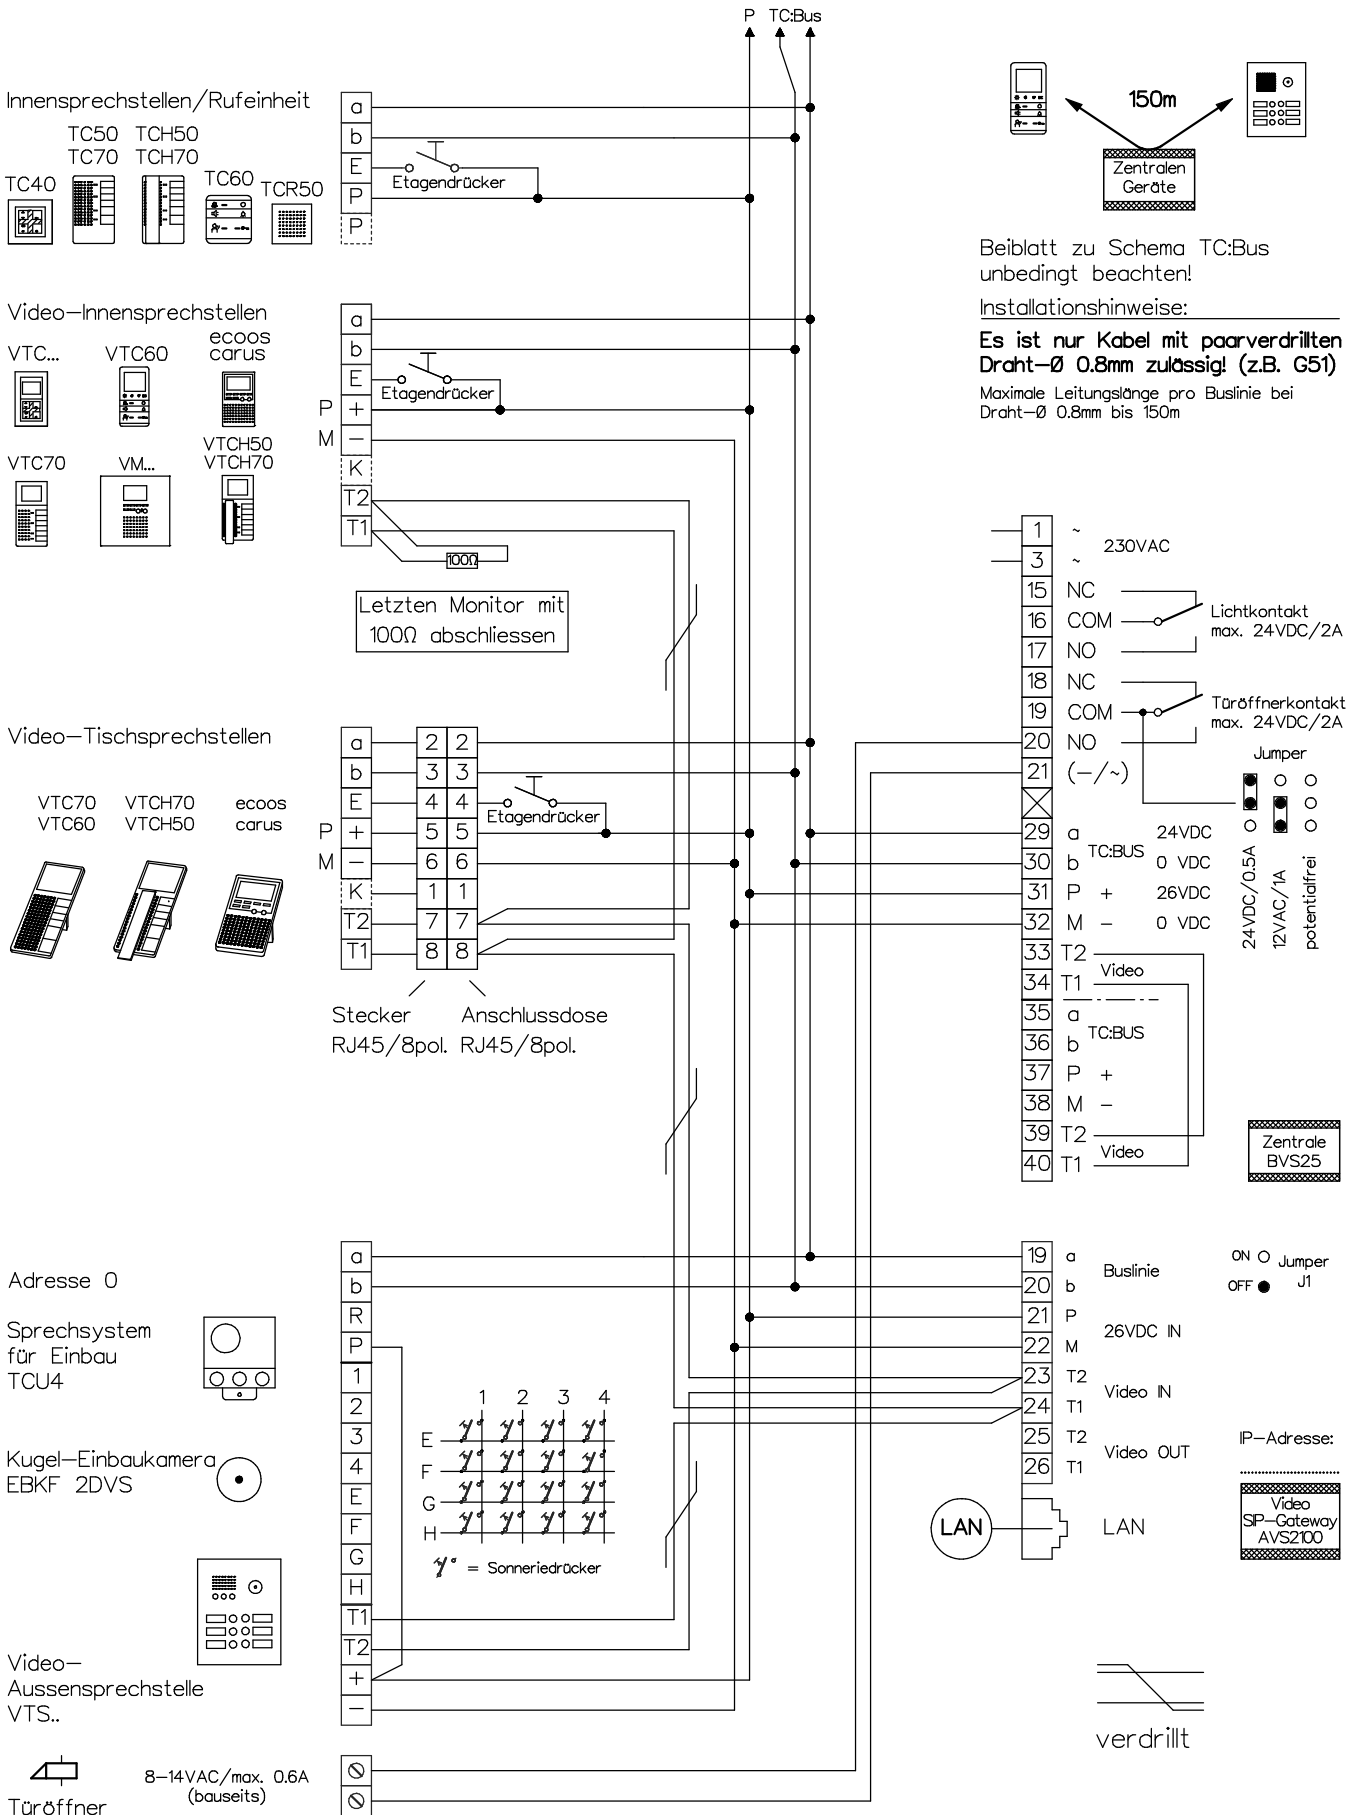 P TC:Bus
Innensprechstellen/Rufeinheit
TC50 TCH50
TC70 TCH70
TC40
TC60
TCR50
a
b
E
P
P
Etagendrücker
150m
Zentralen
Geräte
Beiblatt zu Schema TC:Bus
unbedingt beachten!
Installationshinweise:
Es ist nur Kabel mit paarverdrillten
Draht-Ø 0.8mm zulässig! (z.B. G51)
Maximale Leitungslänge pro Buslinie bei
Draht-Ø 0.8mm bis 150m
Video-Innensprechstellen
VTC...
VTC60
ecoos
carus
VTC70
VM...
VTCH50
VTCH70
a
b
E
P +
M -
K
T2
T1
Etagendrücker
100Ω
Letzten Monitor mit
100Ω abschliessen
1 ~
3 ~
230VAC
15 NC
16 COM
17 NO
Lichtkontakt
max. 24VDC/2A
18 NC
19 COM
20 NO
21 (-/~)
Türöffnerkontakt
max. 24VDC/2A
Jumper
24VDC/0.5A
12VAC/1A
potentialfrei
29 a 24VDC
TC:BUS
30 b 0 VDC
31 P + 26VDC
32 M - 0 VDC
33 T2
Video
34 T1
35 a
TC:BUS
36 b
37 P +
38 M -
39 T2
Video
40 T1
Zentrale
BVS25
Video-Tischsprechstellen
VTC70 VTCH70 ecoos
VTC60 VTCH50 carus
a 2 2
b 3 3
E 4 4
P + 5 5
M - 6 6
K 1 1
T2 7 7
T1 8 8
Etagendrücker
Stecker Anschlussdose
RJ45/8pol. RJ45/8pol.
Adresse 0
Sprechsystem
für Einbau
TCU4
Kugel-Einbaukamera
EBKF 2DVS
Video-
Aussensprechstelle
VTS..
a
b
R
P
1
2
3
4
E
F
G
H
T1
T2
+
-
1 2 3 4
E
F
G
H
= Sonneriedrücker
19 a
Buslinie
20 b
21 P
26VDC IN
22 M
23 T2
Video IN
24 T1
25 T2
Video OUT
26 T1
LAN
LAN
ON Jumper
OFF J1
IP-Adresse:
....................
Video
SIP-Gateway
AVS2100
verdrillt
Türöffner
8-14VAC/max. 0.6A
(bauseits)